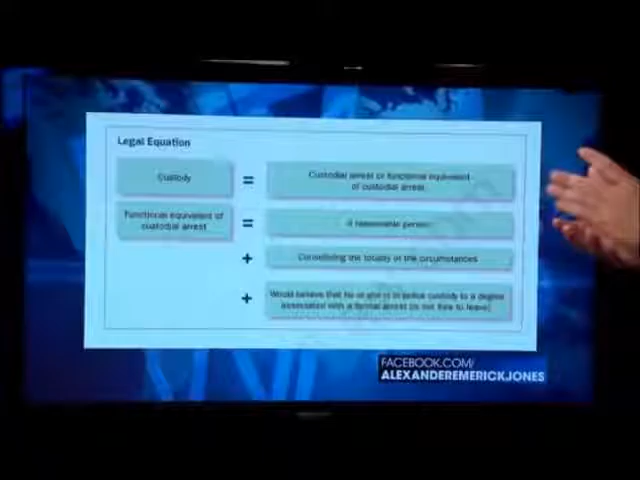 Legal Equation
Custody
=
Custodial arrest or functional equivalent
of custodial arrest
Functional equivalent of
custodial arrest
=
a reasonable person
+
Considering the totality of the circumstances
+
Would believe that he or she is in police custody to a degree
associated with a formal arrest (is not free to leave)
FACEBOOK.COM/
ALEXANDEREMERICKJONES